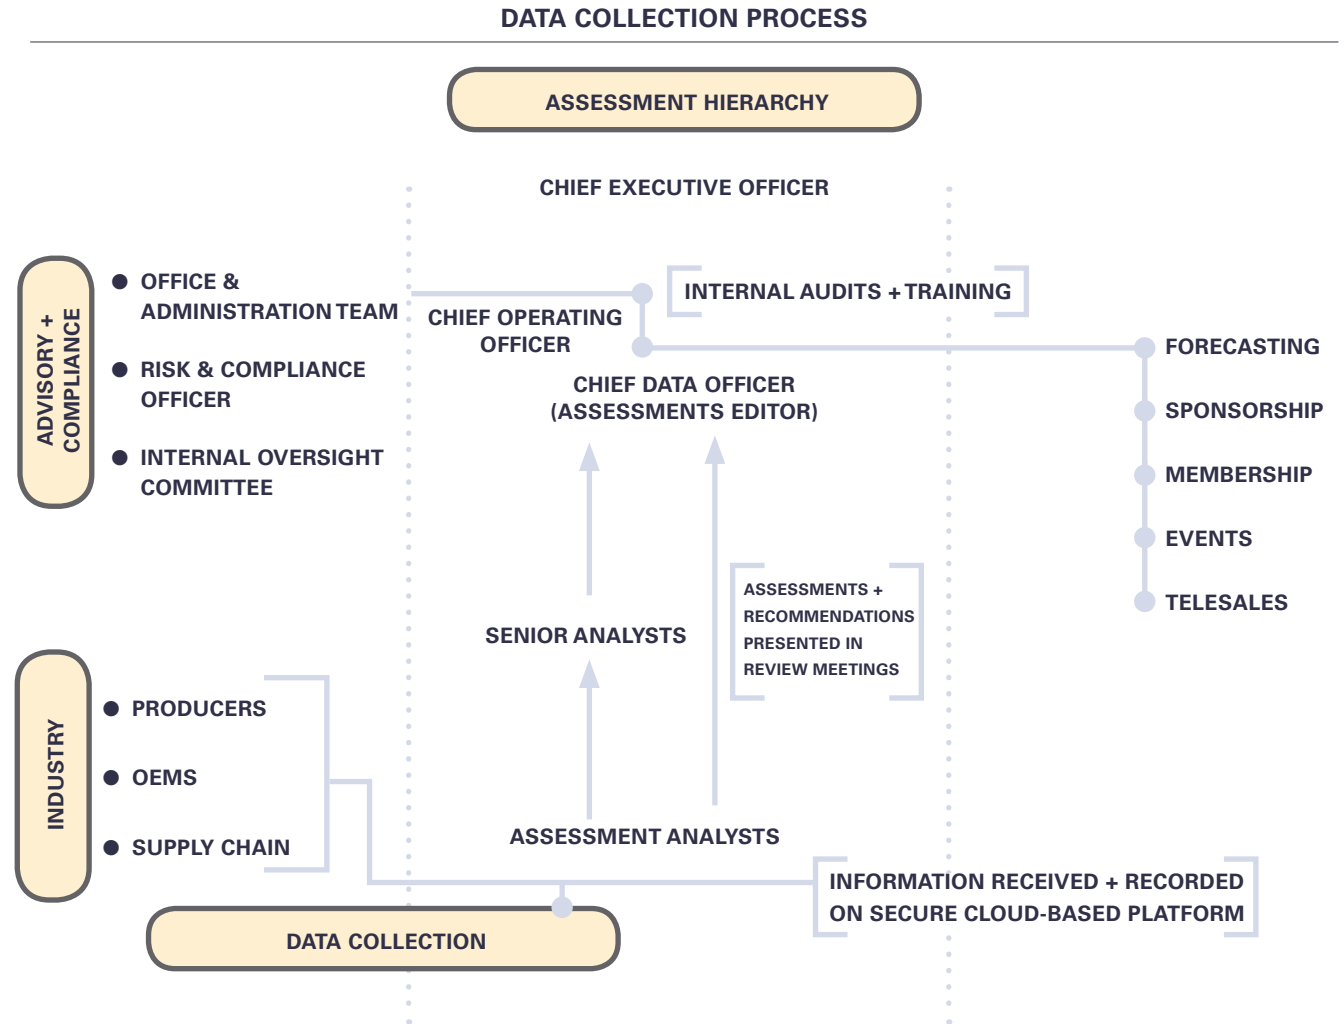 DATA COLLECTION PROCESS
ASSESSMENT HIERARCHY
CHIEF EXECUTIVE OFFICER
ADVISORY +
COMPLIANCE
OFFICE &
ADMINISTRATION TEAM
RISK & COMPLIANCE
OFFICER
INTERNAL OVERSIGHT
COMMITTEE
CHIEF OPERATING
OFFICER
INTERNAL AUDITS + TRAINING
CHIEF DATA OFFICER
(ASSESSMENTS EDITOR)
FORECASTING
SPONSORSHIP
MEMBERSHIP
EVENTS
TELESALES
ASSESSMENTS +
RECOMMENDATIONS
PRESENTED IN
REVIEW MEETINGS
SENIOR ANALYSTS
INDUSTRY
PRODUCERS
OEMS
SUPPLY CHAIN
ASSESSMENT ANALYSTS
INFORMATION RECEIVED + RECORDED
ON SECURE CLOUD-BASED PLATFORM
DATA COLLECTION